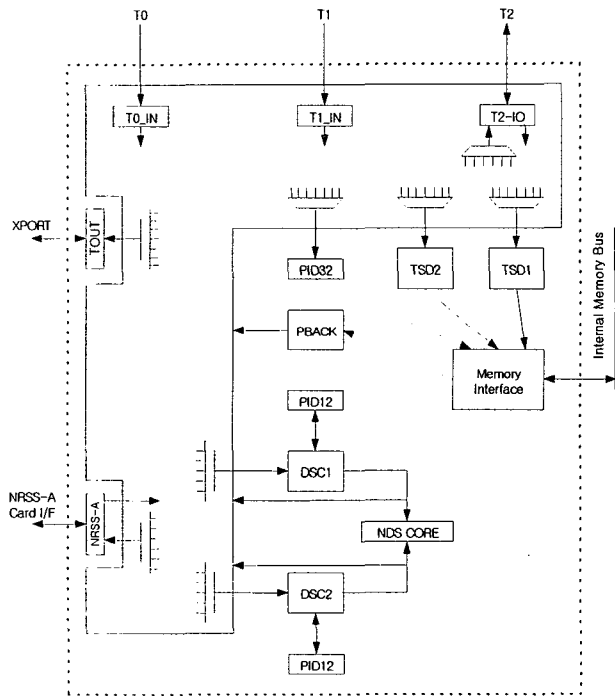 T0
T1
T2
T0_IN
T1_IN
T2-IO
XPORT
TOUT
PID32
TSD2
TSD1
PBACK
Memory
Interface
Internal Memory Bus
PID12
DSC1
NRSS-A
Card I/F
NRSS-A
NDS CORE
DSC2
PID12